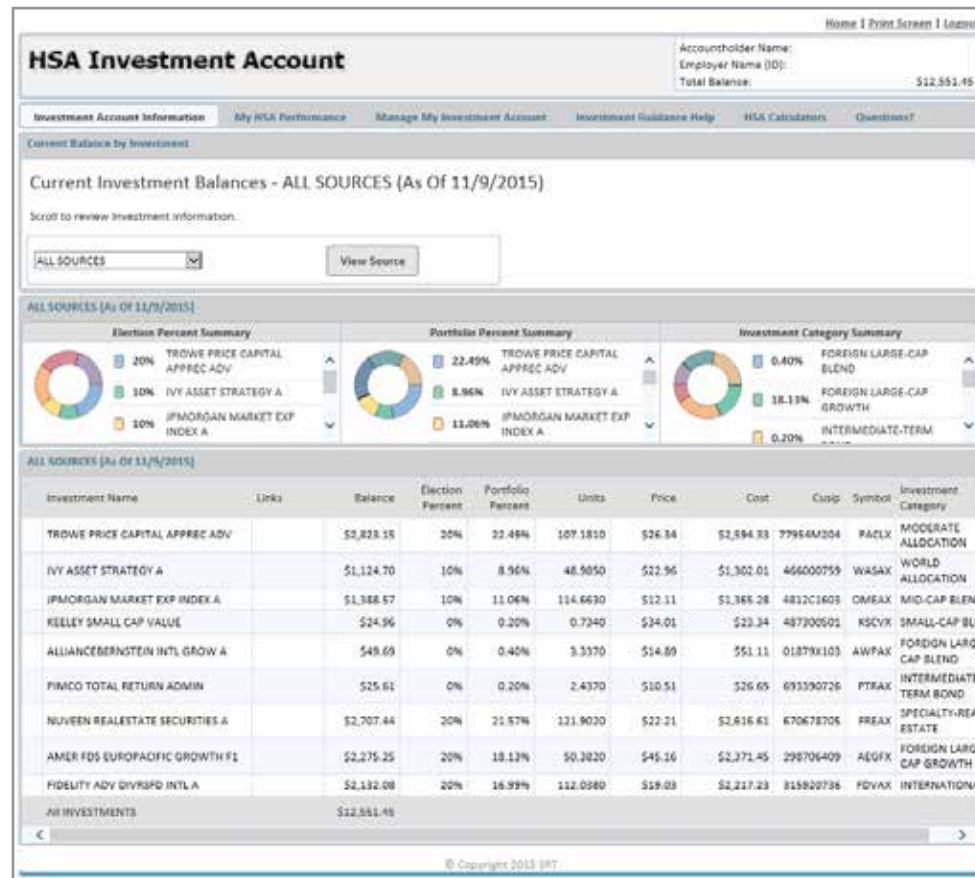 Home | Print Screen | Logou
HSA Investment Account
Accountholder Name:
Employer Name (ID):
Total Balance: $12,551.45
Investment Account Information My HSA Performance Manage My Investment Account Investment Guidance Help HSA Calculators Questions?
Current Balance by Investment
Current Investment Balances - ALL SOURCES (As Of 11/9/2015)
Scroll to review investment information.
ALL SOURCES View Source
ALL SOURCES (As Of 11/9/2015)
Election Percent Summary
20% TROWE PRICE CAPITAL APPREC ADV
10% IVY ASSET STRATEGY A
10% JPMORGAN MARKET EXP INDEX A
Portfolio Percent Summary
22.49% TROWE PRICE CAPITAL APPREC ADV
8.96% IVY ASSET STRATEGY A
11.06% JPMORGAN MARKET EXP INDEX A
Investment Category Summary
0.40% FOREIGN LARGE-CAP BLEND
18.13% FOREIGN LARGE-CAP GROWTH
0.20% INTERMEDIATE-TERM
ALL SOURCES (As Of 11/9/2015)
Investment Name Links Balance Election Percent Portfolio Percent Units Price Cost Cusip Symbol Investment Category
TROWE PRICE CAPITAL APPREC ADV $2,823.15 20% 22.49% 107.1810 $26.34 $2,594.33 77954M204 PACLX MODERATE ALLOCATION
IVY ASSET STRATEGY A $1,124.70 10% 8.96% 48.9850 $22.96 $1,302.01 466000759 WASAX WORLD ALLOCATION
JPMORGAN MARKET EXP INDEX A $1,388.57 10% 11.06% 114.6630 $12.11 $1,365.28 4812C1603 OMEAX MID-CAP BLEN
KEELEY SMALL CAP VALUE $24.96 0% 0.20% 0.7340 $34.01 $23.34 487300501 KSCVX SMALL-CAP BL
ALLIANCEBERNSTEIN INTL GROW A $49.69 0% 0.40% 3.3370 $14.89 $51.11 01879X103 AWPAX FOREIGN LARG CAP BLEND
PIMCO TOTAL RETURN ADMIN $25.61 0% 0.20% 2.4370 $10.51 $26.65 693390726 PTRAX INTERMEDIATE TERM BOND
NUVEEN REALESTATE SECURITIES A $2,707.44 20% 21.57% 121.9020 $22.21 $2,616.61 670678705 FREAX SPECIALTY-REA ESTATE
AMER FDS EUROPACIFIC GROWTH F1 $2,275.25 20% 18.13% 50.3820 $45.16 $2,371.45 298706409 AEGFX FOREIGN LARG CAP GROWTH
FIDELITY ADV DIVRSFD INTL A $2,132.08 20% 16.99% 112.0380 $19.03 $2,217.23 315920736 FDVAX INTERNATION
All INVESTMENTS $12,551.45
© Copyright 2015 SRT